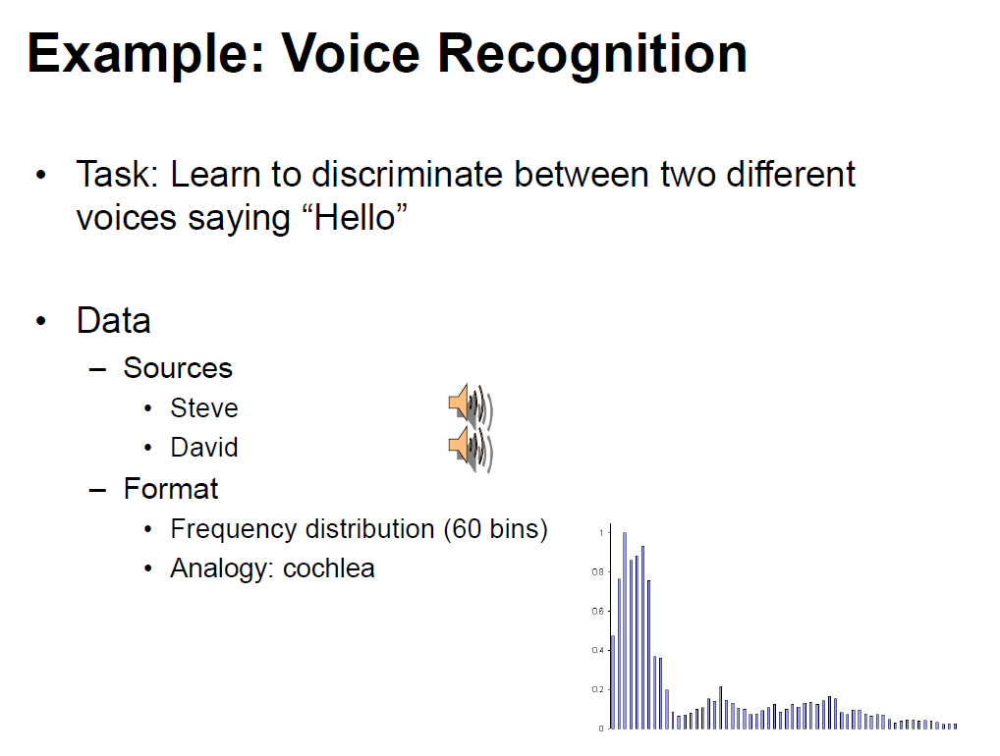 Example: Voice Recognition
• Task: Learn to discriminate between two different
voices saying “Hello”
• Data
– Sources
• Steve
• David
– Format
• Frequency distribution (60 bins)
• Analogy: cochlea
1
0.8
0.6
0.4
0.2
0